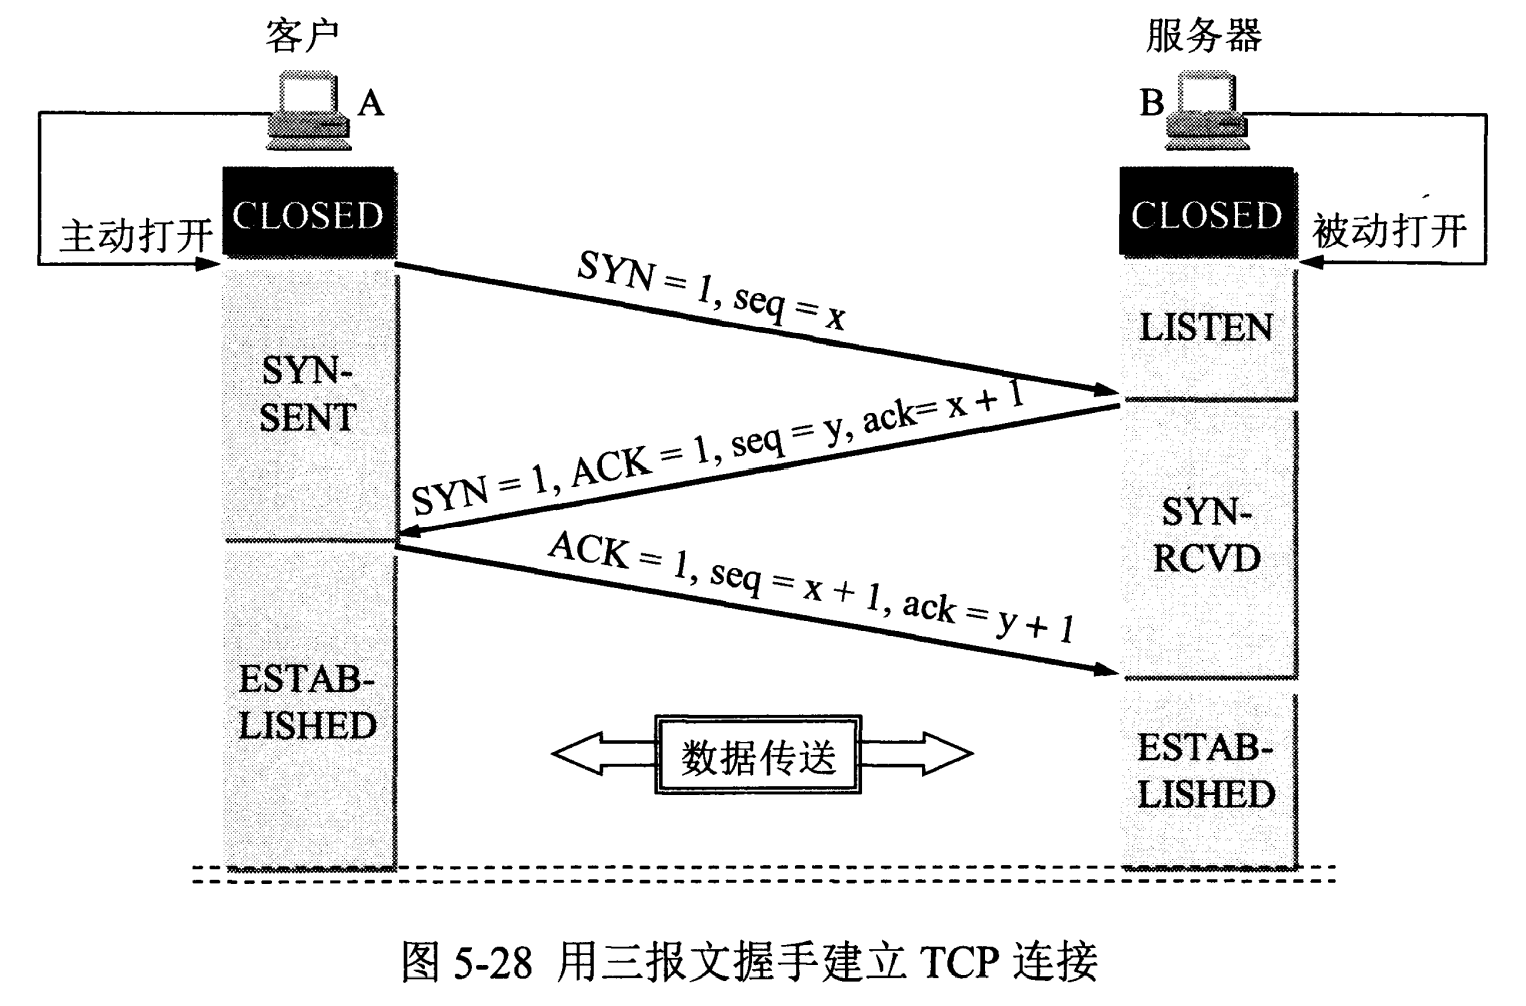 客户
服务器
A
B
CLOSED
CLOSED
主动打开
被动打开
SYN = 1, seq = x
LISTEN
SYN-
SENT
SYN = 1, ACK = 1, seq = y, ack= x + 1
SYN-
RCVD
ACK = 1, seq = x + 1, ack = y + 1
ESTAB-
LISHED
数据传送
ESTAB-
LISHED
图 5-28 用三报文握手建立 TCP 连接